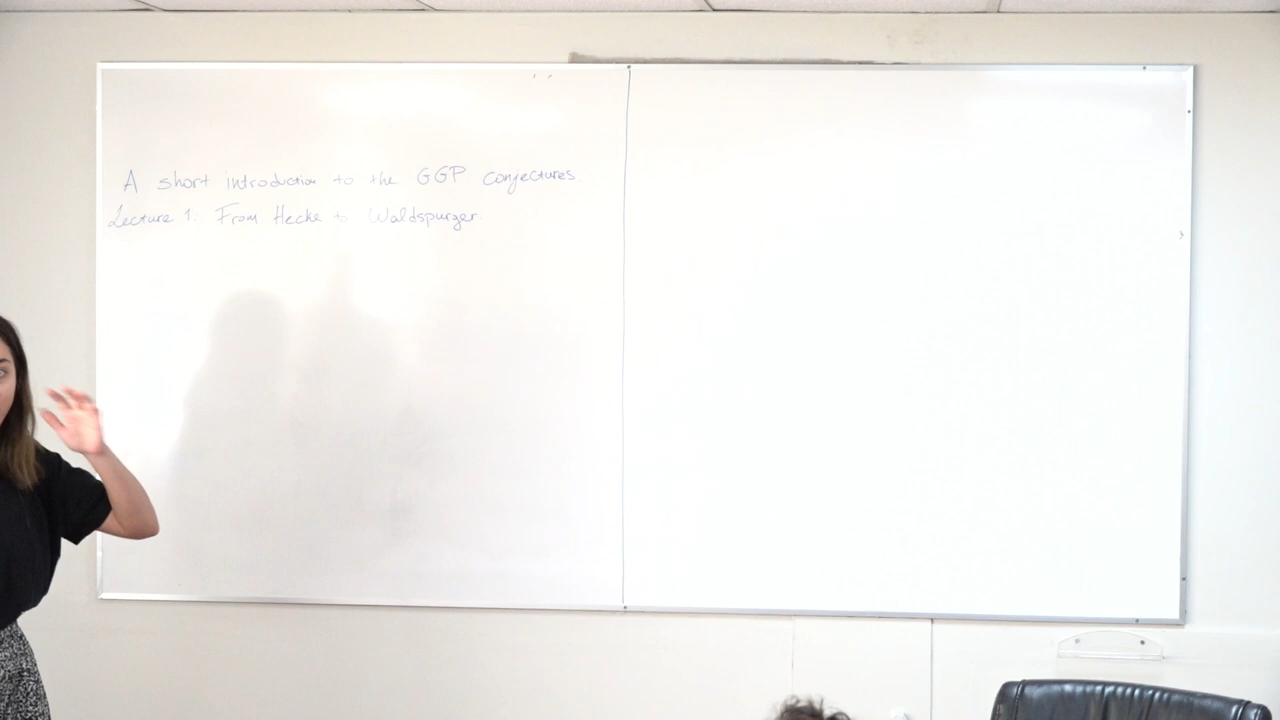 A short introduction to the GGP conjectures.
Lecture 1: From Hecke to Waldspurger.